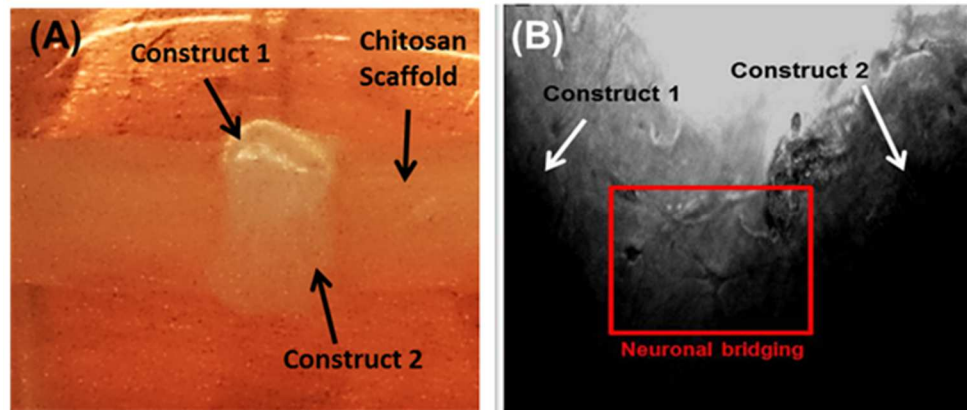 (A)
Construct 1
Chitosan
Scaffold
Construct 2
(B)
Construct 1
Construct 2
Neuronal bridging